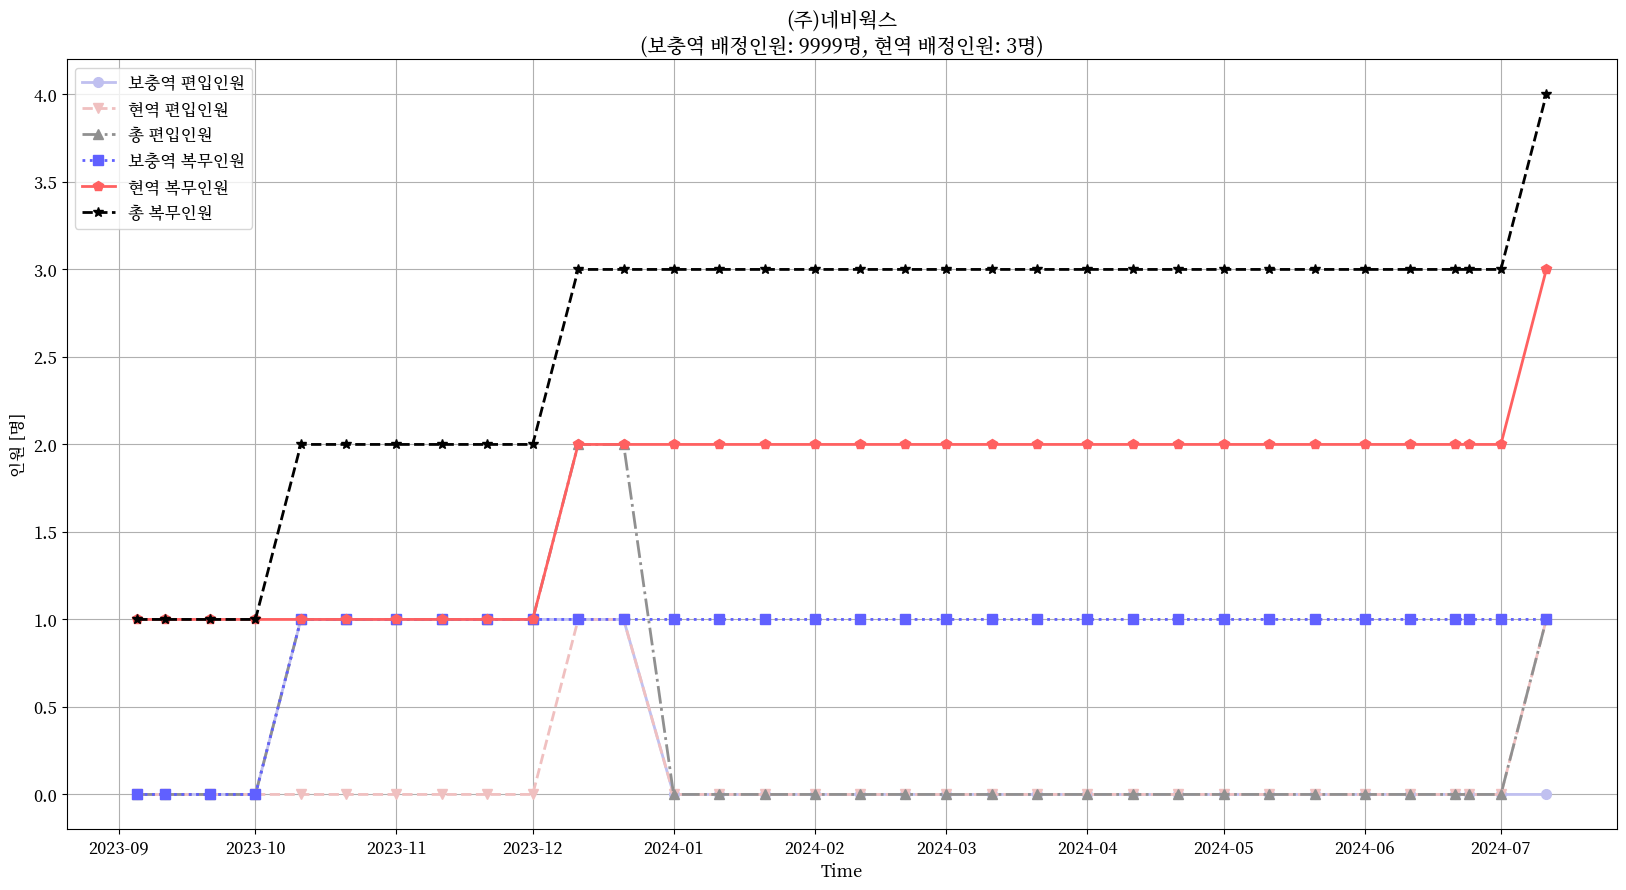 (주)네비웍스
(보충역 배정인원: 9999명, 현역 배정인원: 3명)
보충역 편입인원
현역 편입인원
총 편입인원
보충역 복무인원
현역 복무인원
총 복무인원
4.0
3.5
3.0
2.5
2.0
1.5
1.0
0.5
0.0
인원 [명]
2023-09 2023-10 2023-11 2023-12 2024-01 2024-02 2024-03 2024-04 2024-05 2024-06 2024-07
Time